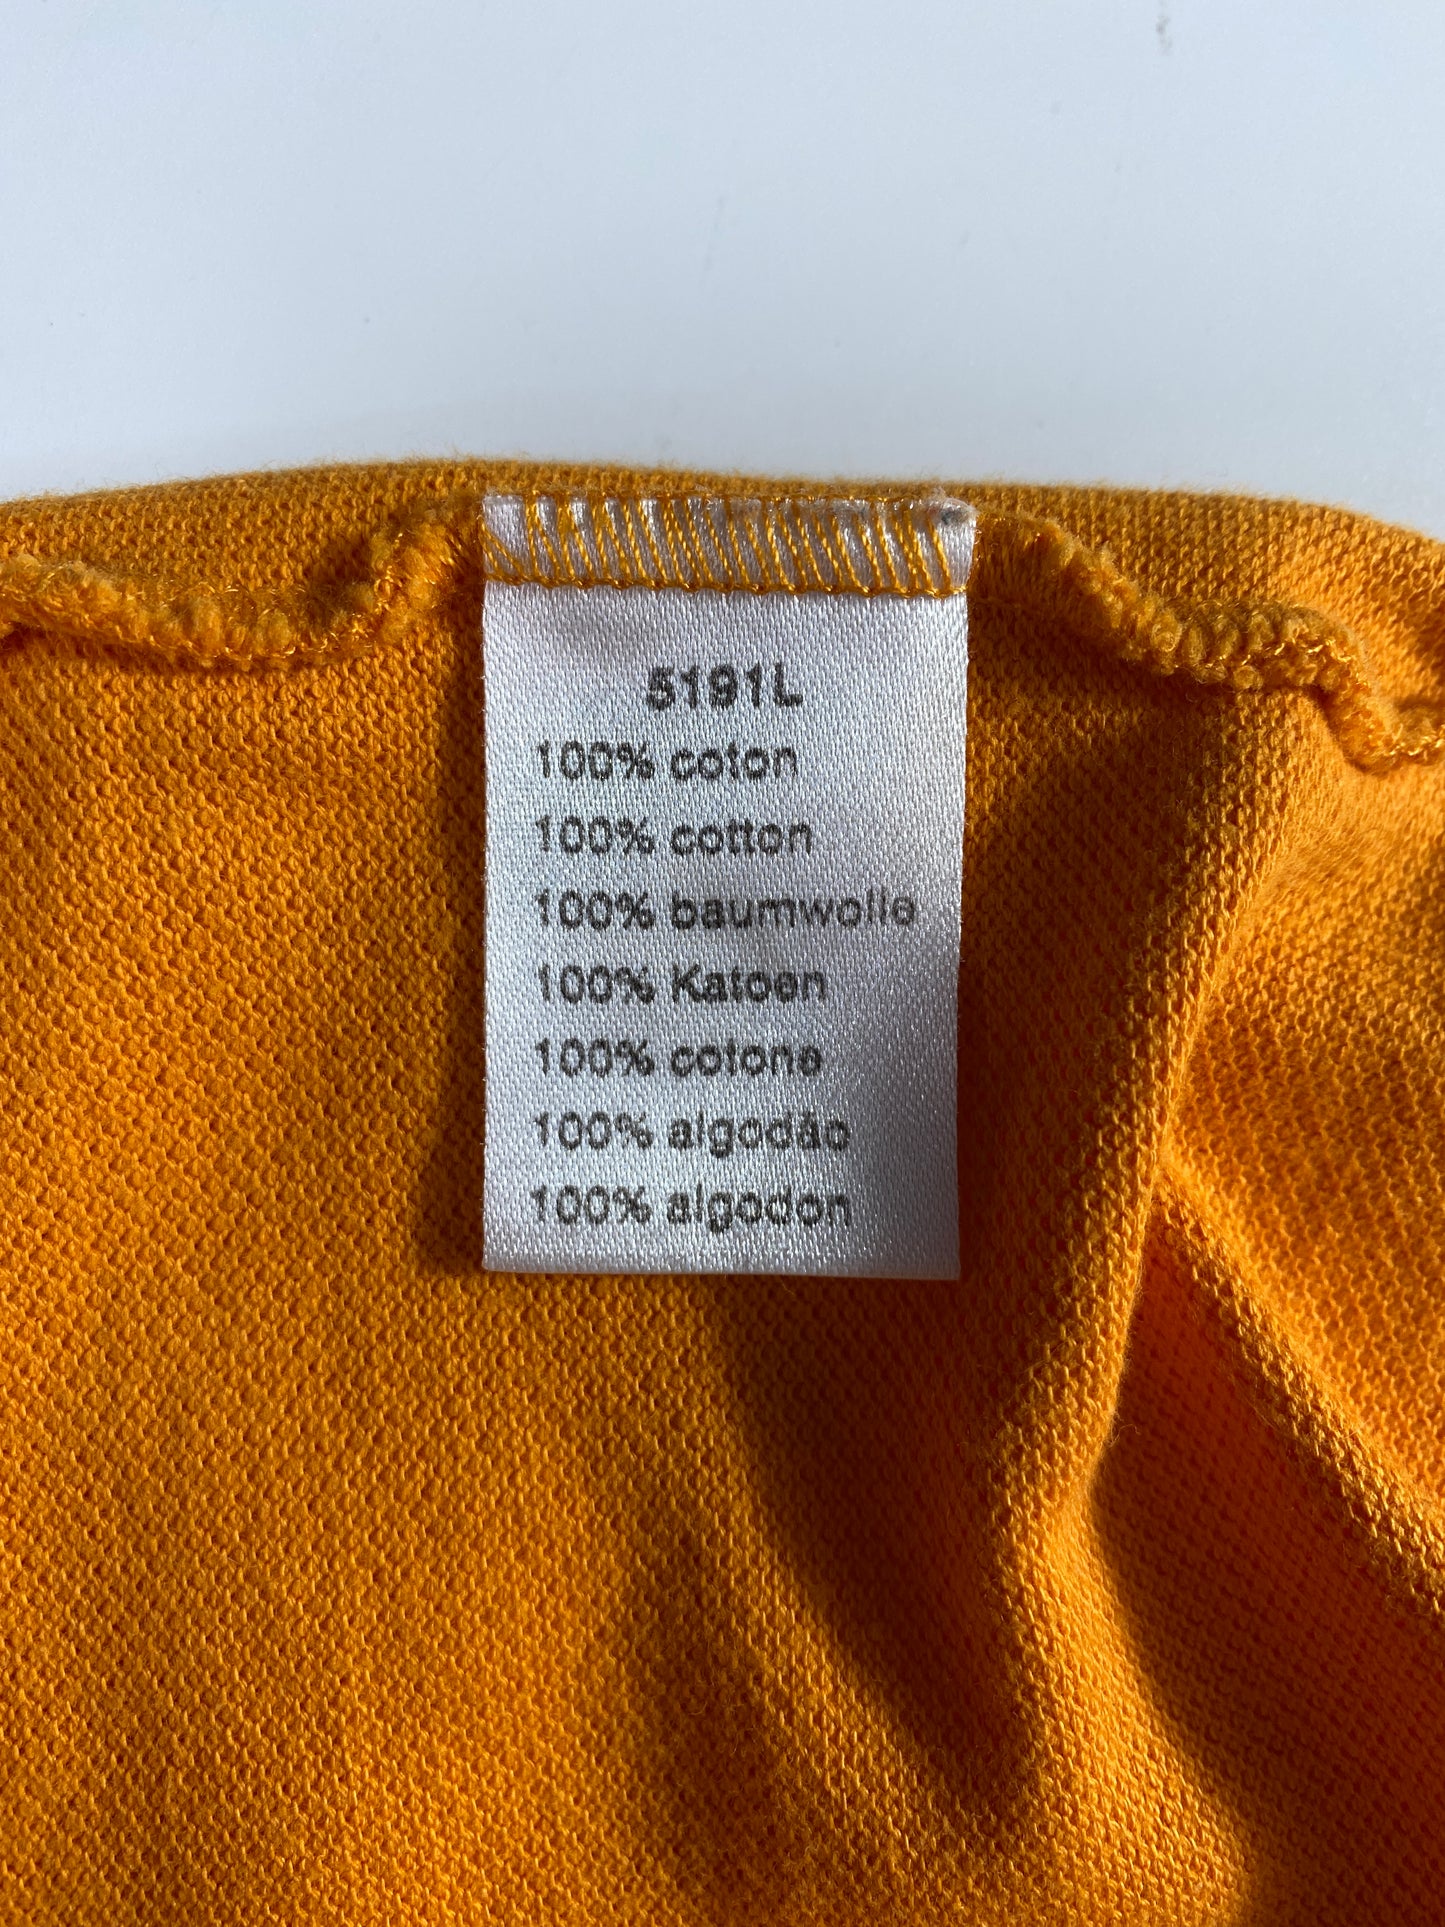 5191L
100% coton
100% cotton
100% baumwolle
100% Katoen
100% cotone
100% algodão
100% algodon